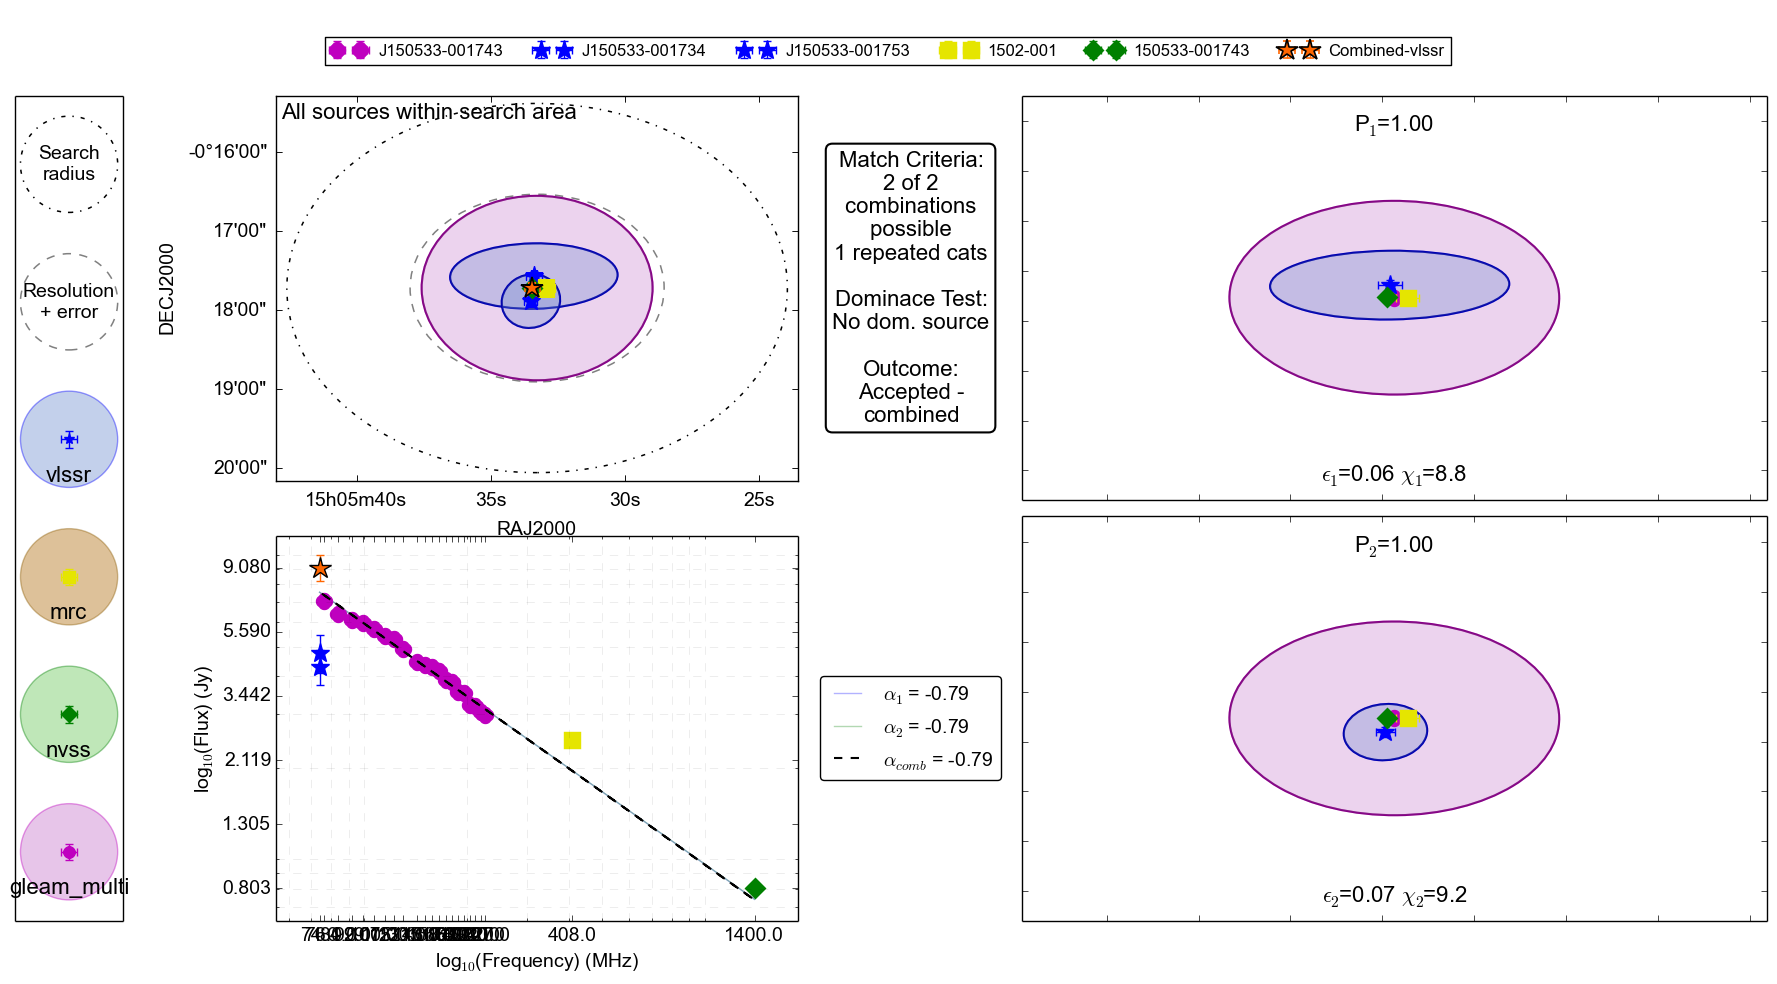 J150533-001743 J150533-001734 J150533-001753 1502-001 150533-001743 Combined-vlssr
Search
radius
Resolution
+ error
vlssr
mrc
nvss
gleam_multi
All sources within search area
DECJ2000
-0°16'00"
17'00"
18'00"
19'00"
20'00"
15h05m40s 35s 30s 25s
RAJ2000
Match Criteria:
2 of 2
combinations
possible
1 repeated cats
Dominace Test:
No dom. source
Outcome:
Accepted -
combined
P1=1.00
ϵ1=0.06 χ1=8.8
log10(Flux) (Jy)
9.080
5.590
3.442
2.119
1.305
0.803
408.0 1400.0
log10(Frequency) (MHz)
α1 = -0.79
α2 = -0.79
αcomb = -0.79
P2=1.00
ϵ2=0.07 χ2=9.2